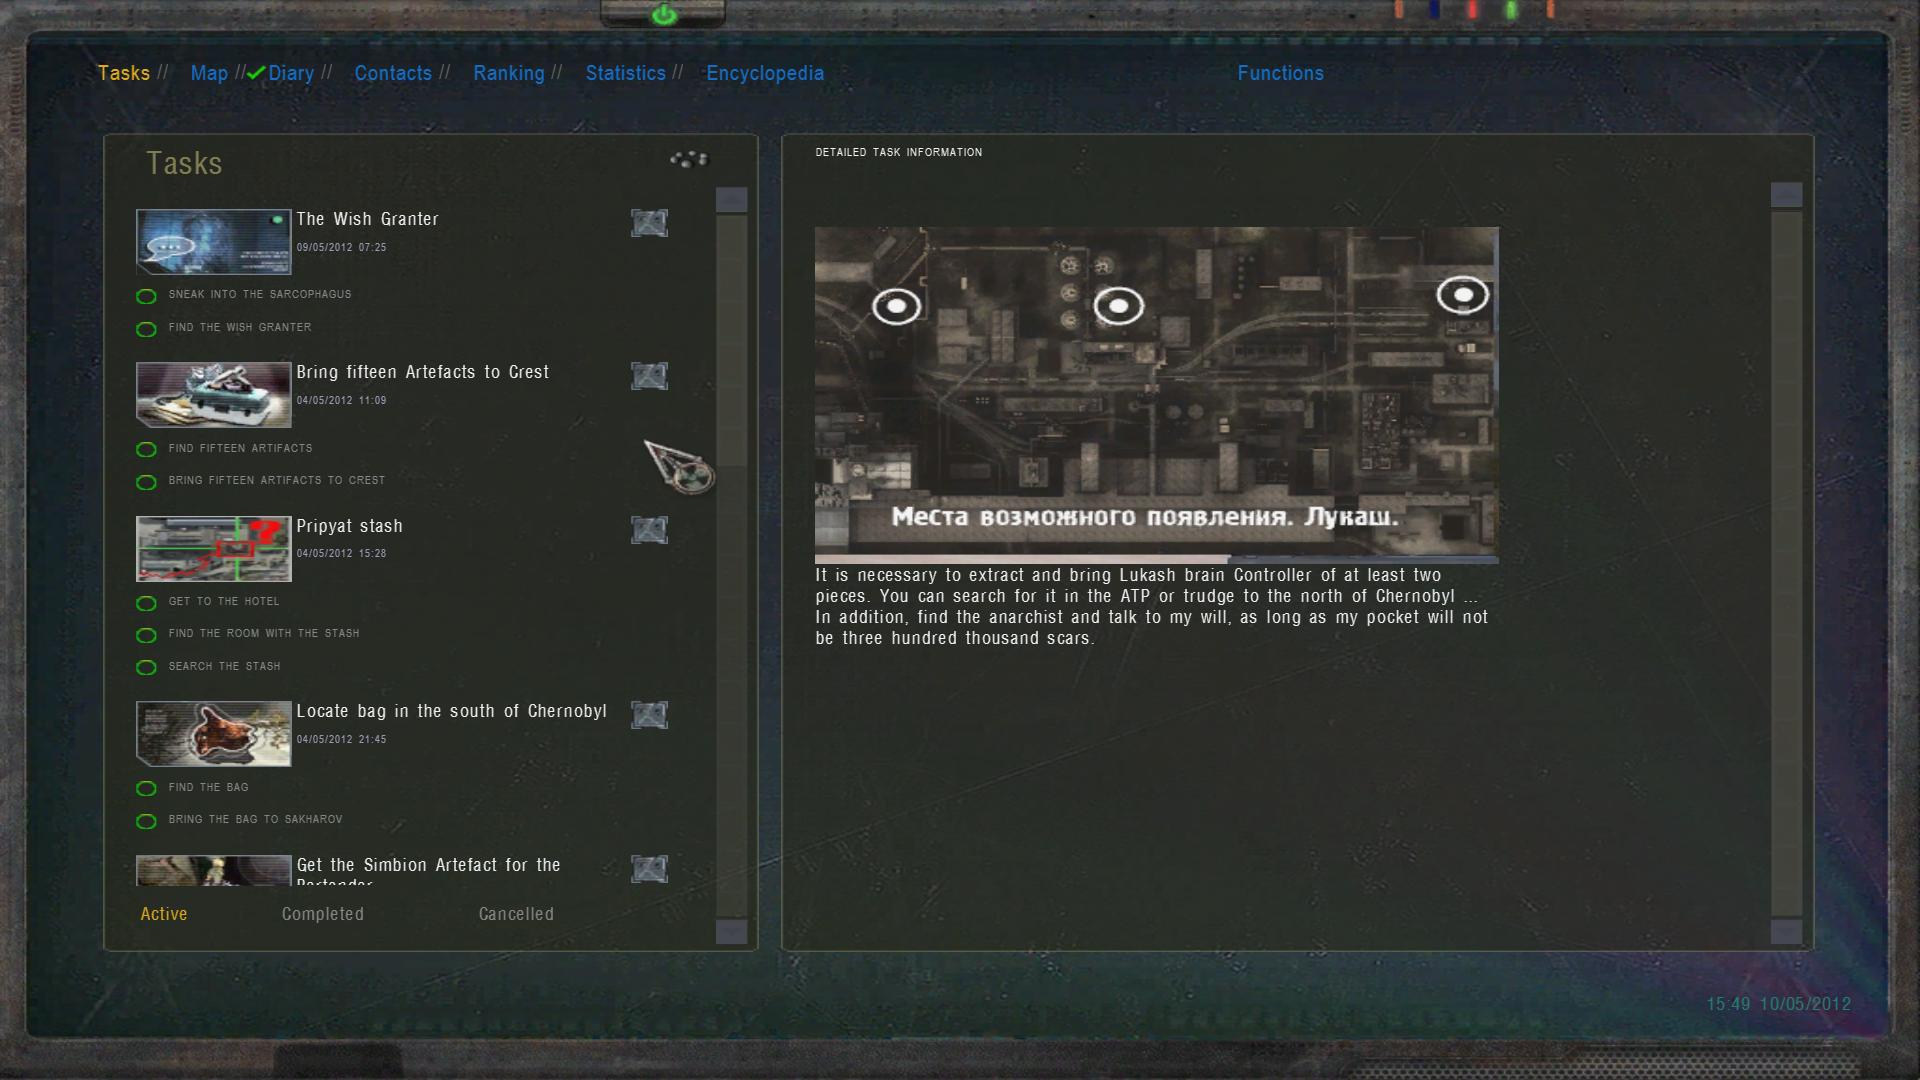 Tasks // Map // Diary // Contacts // Ranking // Statistics // Encyclopedia Functions
Tasks
The Wish Granter
09/05/2012 07:25
SNEAK INTO THE SARCOPHAGUS
FIND THE WISH GRANTER
Bring fifteen Artefacts to Crest
04/05/2012 11:09
FIND FIFTEEN ARTIFACTS
BRING FIFTEEN ARTIFACTS TO CREST
Pripyat stash
04/05/2012 15:28
GET TO THE HOTEL
FIND THE ROOM WITH THE STASH
SEARCH THE STASH
Locate bag in the south of Chernobyl
04/05/2012 21:45
FIND THE BAG
BRING THE BAG TO SAKHAROV
Get the Simbion Artefact for the
Active Completed Cancelled
DETAILED TASK INFORMATION
Места возможного появления. Лукаш.
It is necessary to extract and bring Lukash brain Controller of at least two
pieces. You can search for it in the ATP or trudge to the north of Chernobyl ...
In addition, find the anarchist and talk to my will, as long as my pocket will not
be three hundred thousand scars.
15:49 10/05/2012